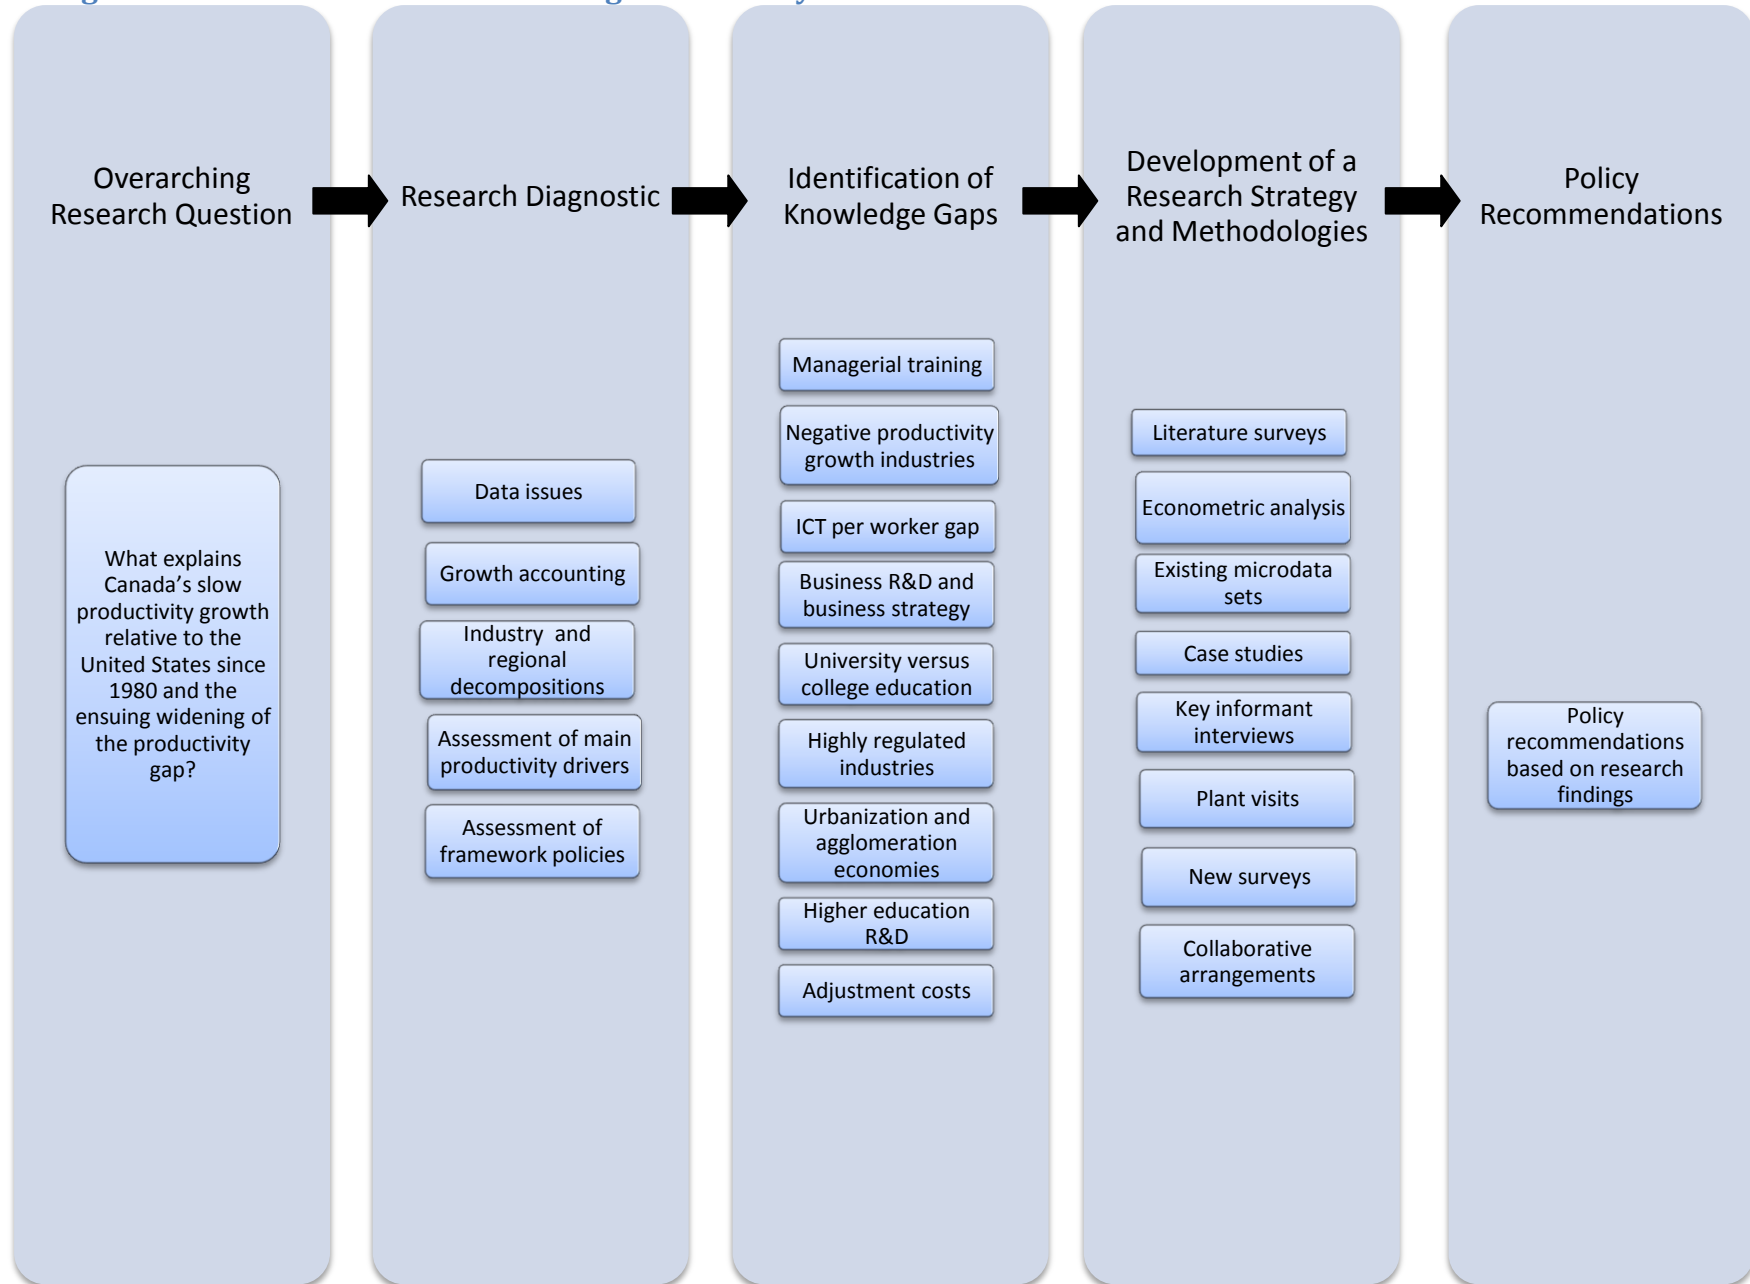 Overarching
Research Question
What explains
Canada's slow
productivity growth
relative to the
United States since
1980 and the
ensuing widening of
the productivity
gap?
Research Diagnostic
Data issues
Growth accounting
Industry and
regional
decompositions
Assessment of main
productivity drivers
Assessment of
framework policies
Identification of
Knowledge Gaps
Managerial training
Negative productivity
growth industries
ICT per worker gap
Business R&D and
business strategy
University versus
college education
Highly regulated
industries
Urbanization and
agglomeration
economies
Higher education
R&D
Adjustment costs
Development of a
Research Strategy
and Methodologies
Literature surveys
Econometric analysis
Existing microdata
sets
Case studies
Key informant
interviews
Plant visits
New surveys
Collaborative
arrangements
Policy
Recommendations
Policy
recommendations
based on research
findings